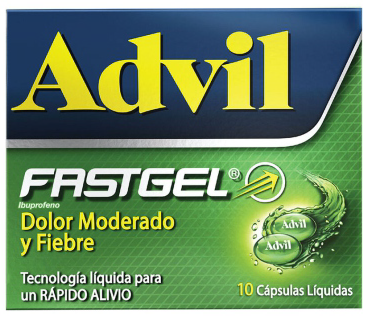 Advil
FASTGEL®
Ibuprofeno
Dolor Moderado
y Fiebre
Tecnología líquida para
un RÁPIDO ALIVIO
Advil
Advil
10 Cápsulas Líquidas